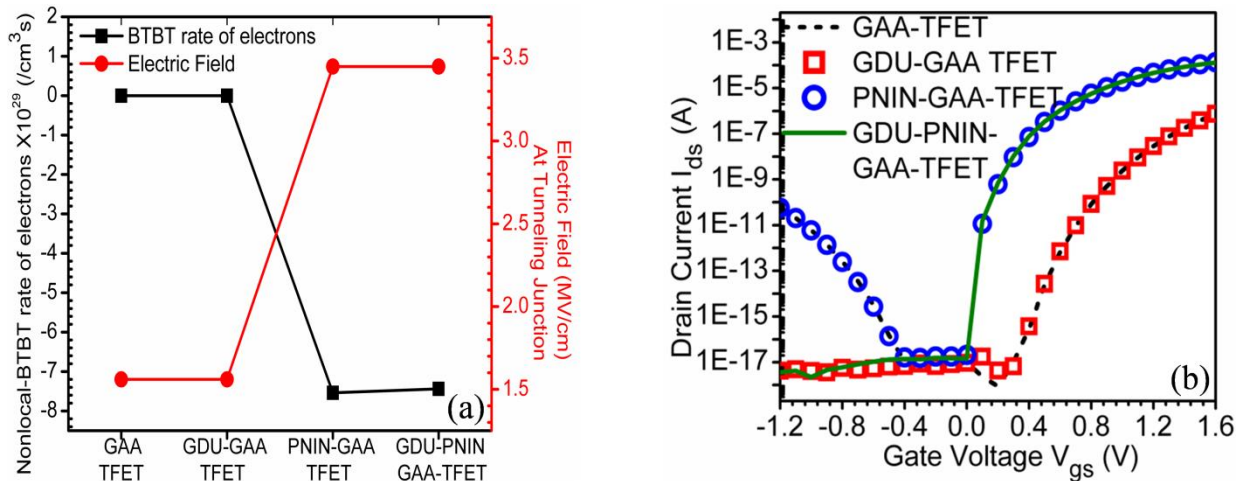 BTBT rate of electrons
Electric Field
Nonlocal-BTBT rate of electrons X10^29 (/cm^3s)
1
0
-1
-2
-3
-4
-5
-6
-7
-8
3.5
3.0
2.5
2.0
1.5
Electric Field (MV/cm)
At Tunneling Junction
(a)
GAA
TFET
GDU-GAA
TFET
PNIN-GAA
TFET
GDU-PNIN
GAA-TFET
GAA-TFET
GDU-GAA TFET
PNIN-GAA-TFET
GDU-PNIN-
GAA-TFET
Drain Current I_ds (A)
1E-3
1E-5
1E-7
1E-9
1E-11
1E-13
1E-15
1E-17
(b)
-1.2 -0.8 -0.4 0.0 0.4 0.8 1.2 1.6
Gate Voltage V_gs (V)